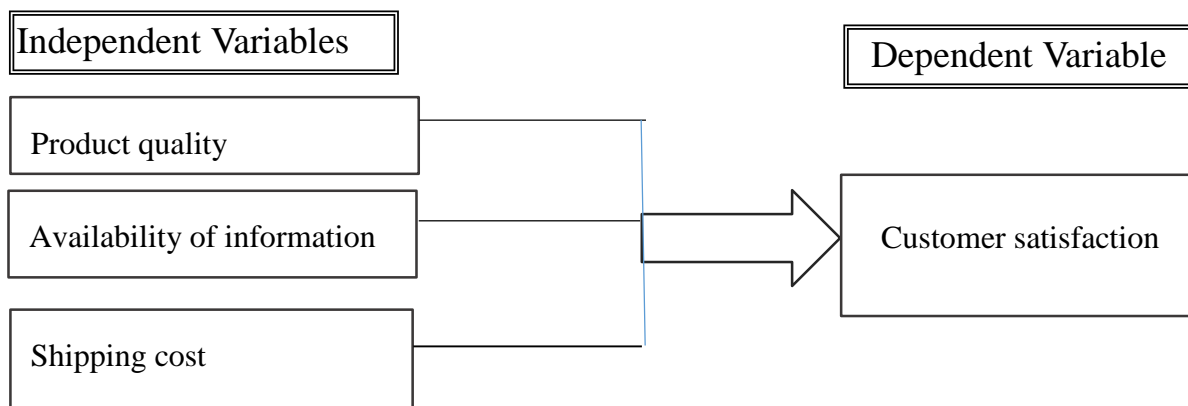 Independent Variables
Dependent Variable
Product quality
Availability of information
Customer satisfaction
Shipping cost